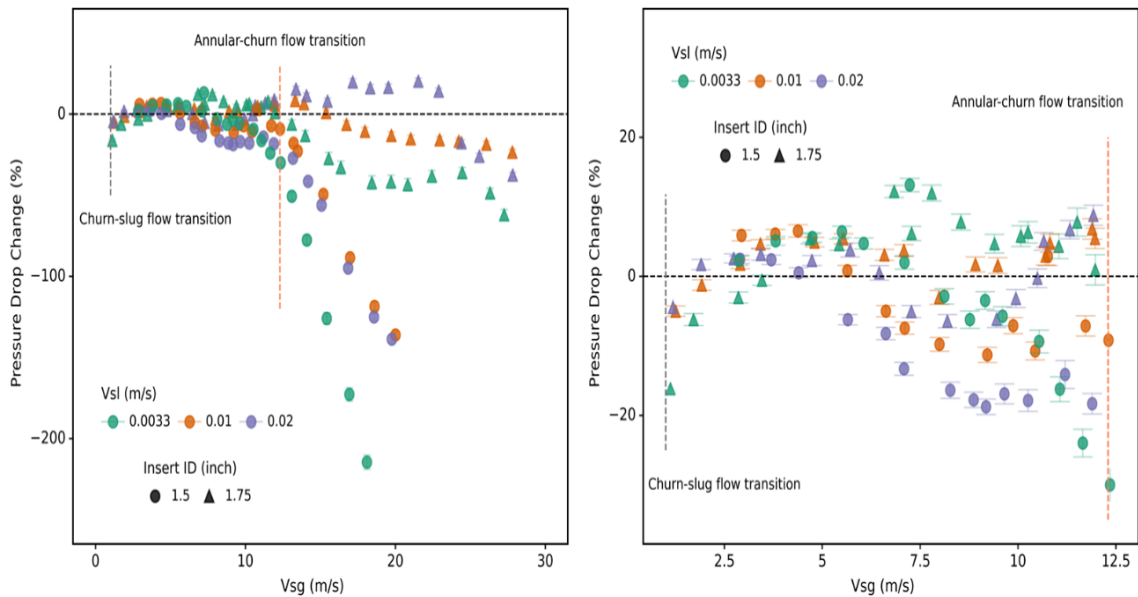 Annular-churn flow transition
Churn-slug flow transition
Pressure Drop Change (%)
0
−100
−200
Vsl (m/s)
0.0033 0.01 0.02
Insert ID (inch)
1.5 1.75
0 10 20 30
Vsg (m/s)
Vsl (m/s)
0.0033 0.01 0.02
Annular-churn flow transition
Insert ID (inch)
1.5 1.75
Pressure Drop Change (%)
20
0
−20
Churn-slug flow transition
2.5 5.0 7.5 10.0 12.5
Vsg (m/s)